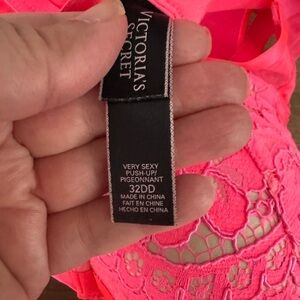 VICTORIA'S
SECRET
VERY SEXY
PUSH-UP/
PIGEONNANT
32DD
MADE IN CHINA
FAIT EN CHINE
HECHO EN CHINA